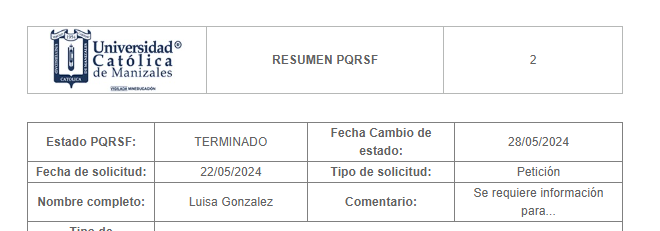 Universidad®
Católica
de Manizales
VIGILADA MINEDUCACIÓN
RESUMEN PQRSF
2
Estado PQRSF:
TERMINADO
Fecha Cambio de
estado:
28/05/2024
Fecha de solicitud:
22/05/2024
Tipo de solicitud:
Petición
Nombre completo:
Luisa Gonzalez
Comentario:
Se requiere información
para...
Tipo de